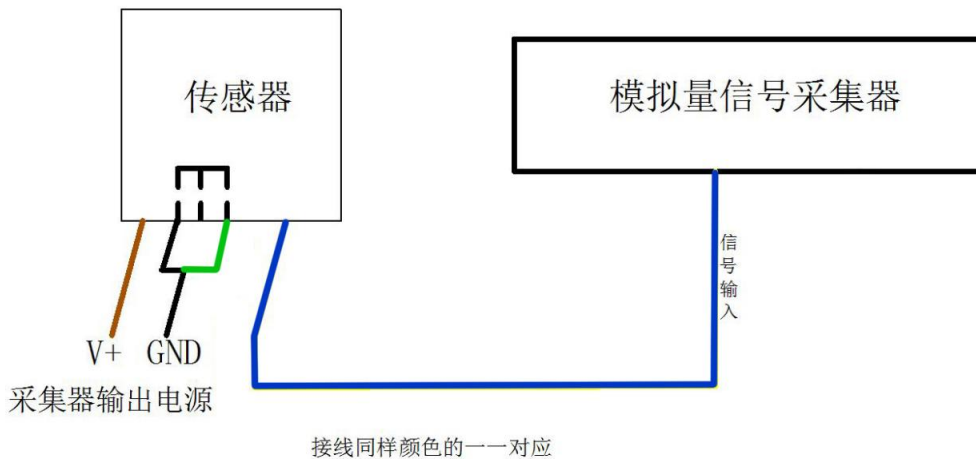 传感器
模拟量信号采集器
信号输入
V+ GND
采集器输出电源
接线同样颜色的一一对应